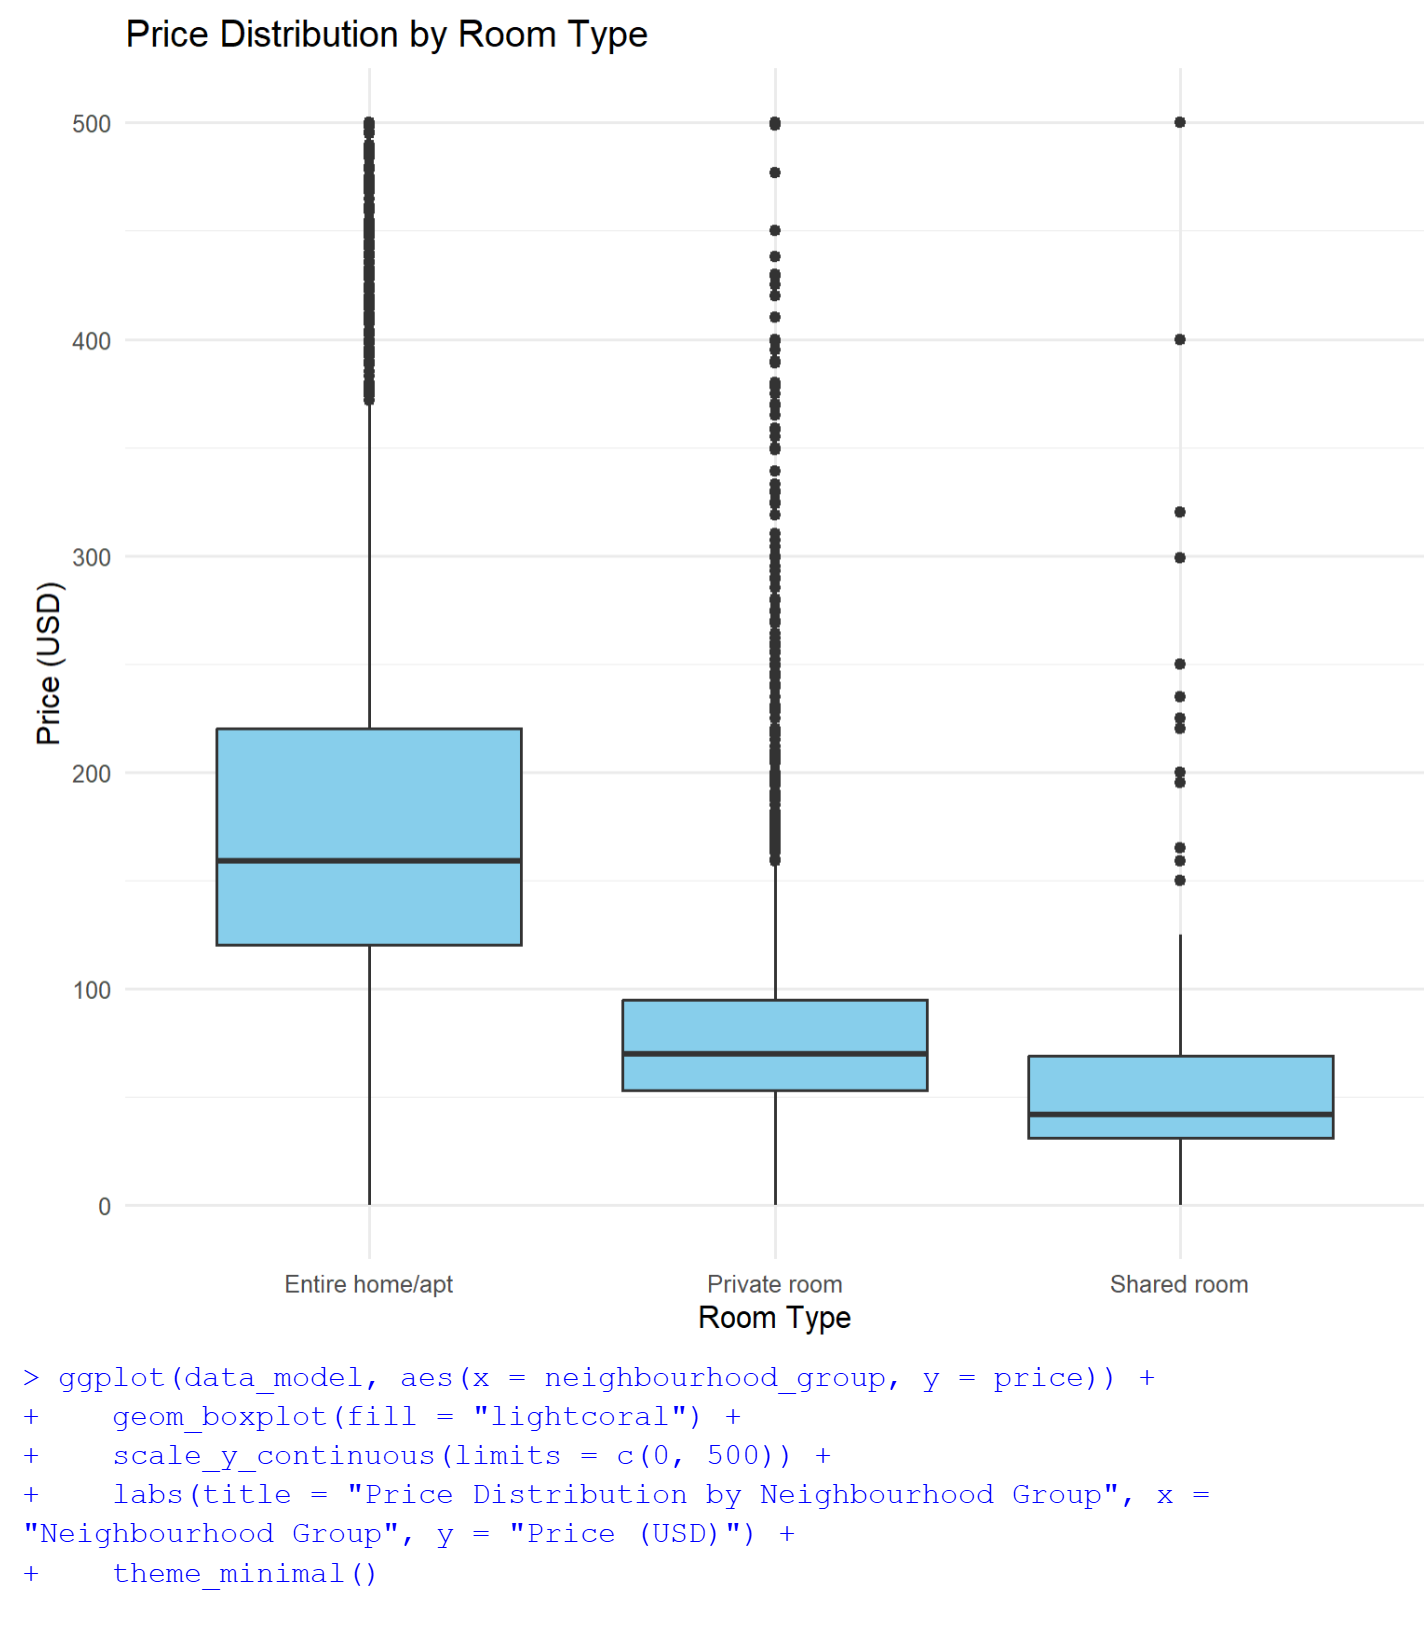 Price Distribution by Room Type
500
400
300
200
100
0
Price (USD)
Entire home/apt Private room Shared room
Room Type
> ggplot(data_model, aes(x = neighbourhood_group, y = price)) +
+    geom_boxplot(fill = "lightcoral") +
+    scale_y_continuous(limits = c(0, 500)) +
+    labs(title = "Price Distribution by Neighbourhood Group", x =
"Neighbourhood Group", y = "Price (USD)") +
+    theme_minimal()